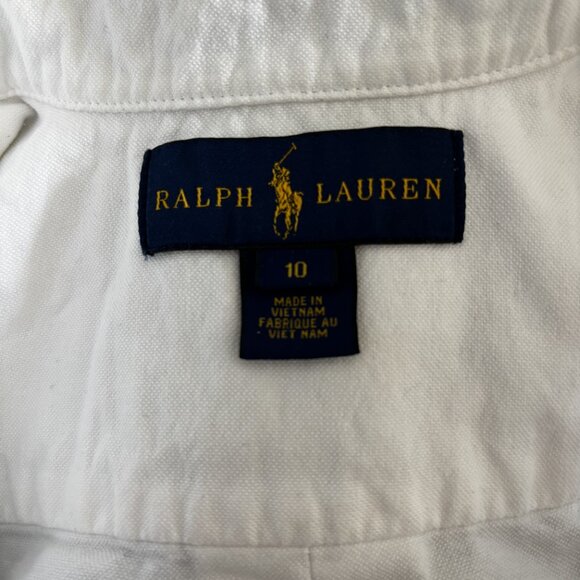 RALPH LAUREN
10
MADE IN
VIETNAM
FABRIQUE AU
VIET NAM